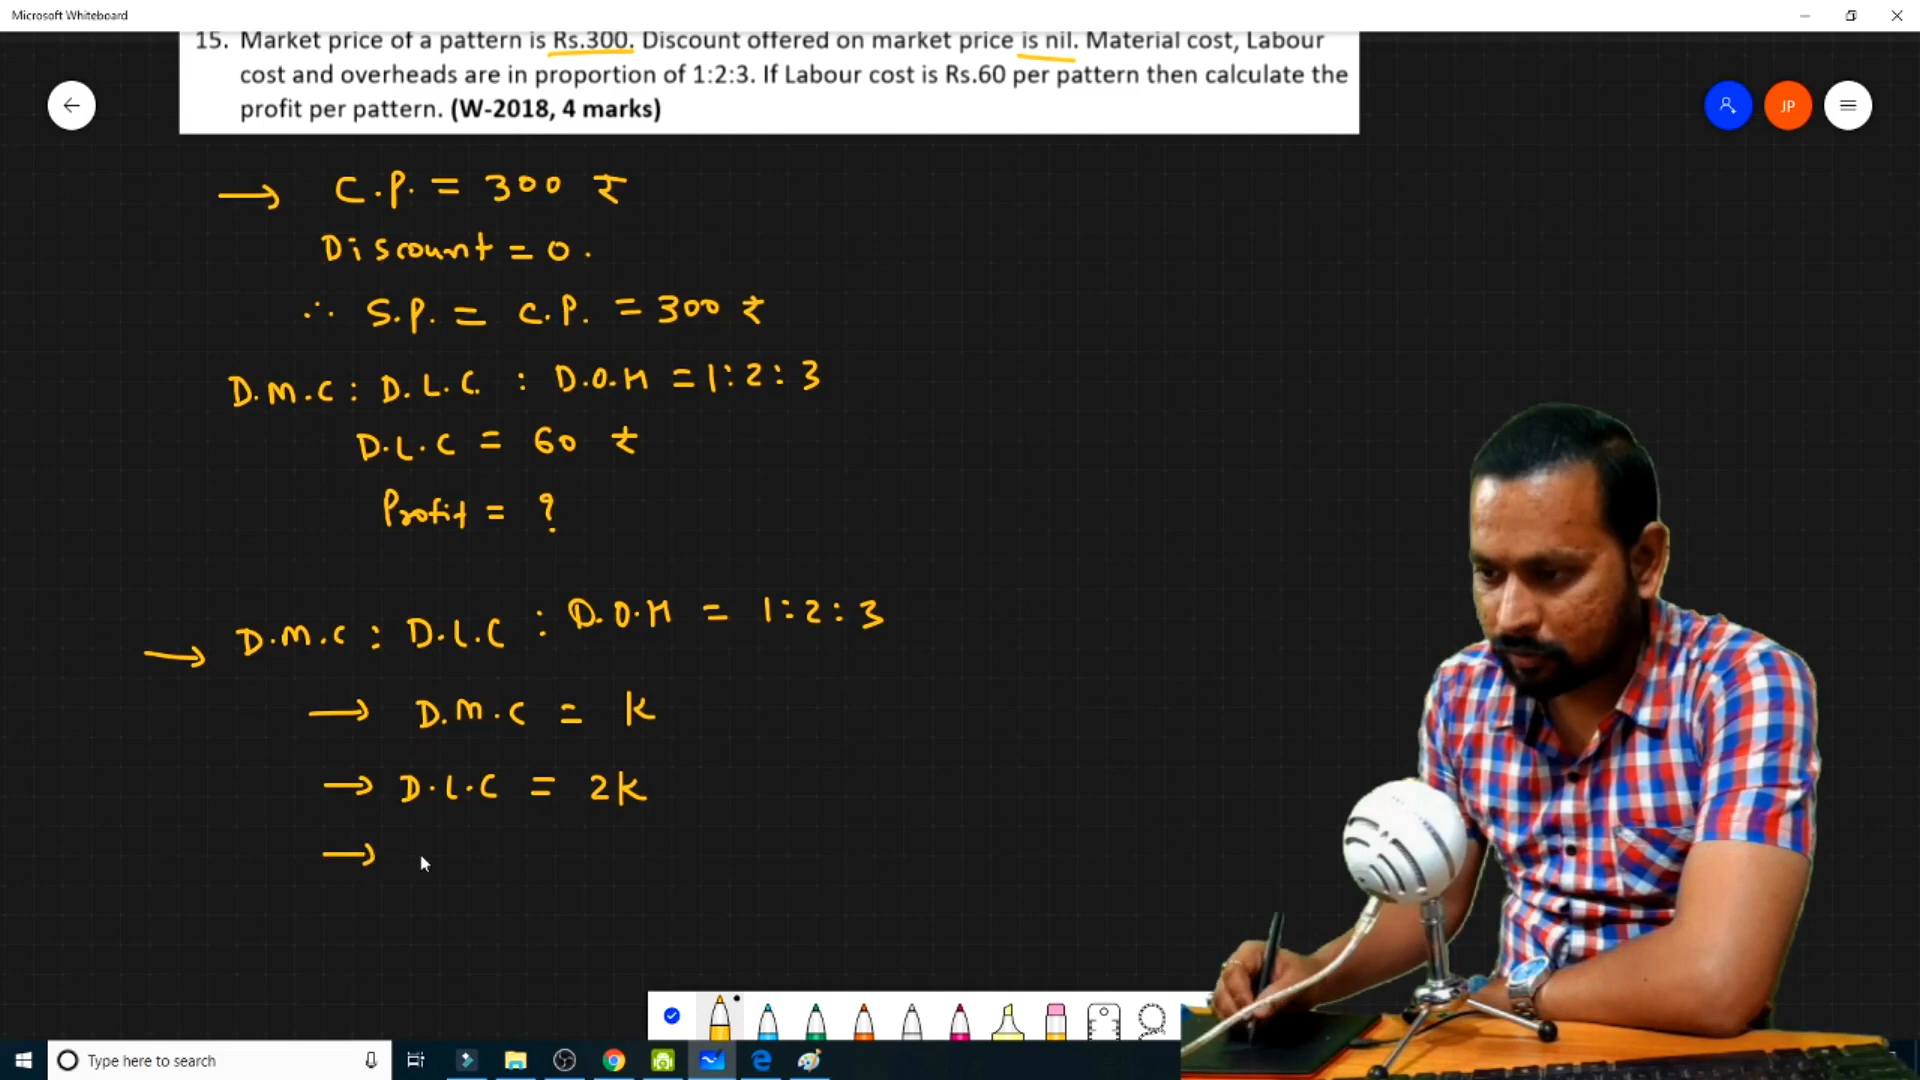 Microsoft Whiteboard
15. Market price of a pattern is Rs.300. Discount offered on market price is nil. Material cost, Labour
cost and overheads are in proportion of 1:2:3. If Labour cost is Rs.60 per pattern then calculate the
profit per pattern. (W-2018, 4 marks)
JP
→ C.P. = 300 ₹
Discount = 0.
∴ S.P. = C.P. = 300 ₹
D.M.C : D.L.C. : D.O.H = 1:2:3
D.L.C = 60 ₹
Profit = ?
→ D.M.C : D.L.C : D.O.H = 1:2:3
→ D.M.C = K
→ D.L.C = 2K
→
Type here to search